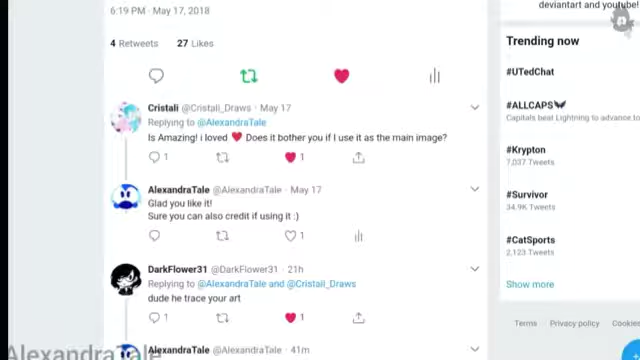 deviantart and youtube!
6:19 PM · May 17, 2018
4 Retweets 27 Likes
Trending now
#UTedChat
#ALLCAPS
Capitals beat Lightning to advance to
#Krypton
7,037 Tweets
#Survivor
34.9K Tweets
#CatSports
2,123 Tweets
Show more
Terms Privacy policy Cookies
Cristali @Cristali_Draws · May 17
Replying to @AlexandraTale
Is Amazing! i loved ❤ Does it bother you if I use it as the main image?
1 1
AlexandraTale @AlexandraTale · May 17
Glad you like it!
Sure you can also credit if using it :)
1
DarkFlower31 @DarkFlower31 · 21h
Replying to @AlexandraTale and @Cristali_Draws
dude he trace your art
1 1
AlexandraTale @AlexandraTale · 41m
AlexandraTale